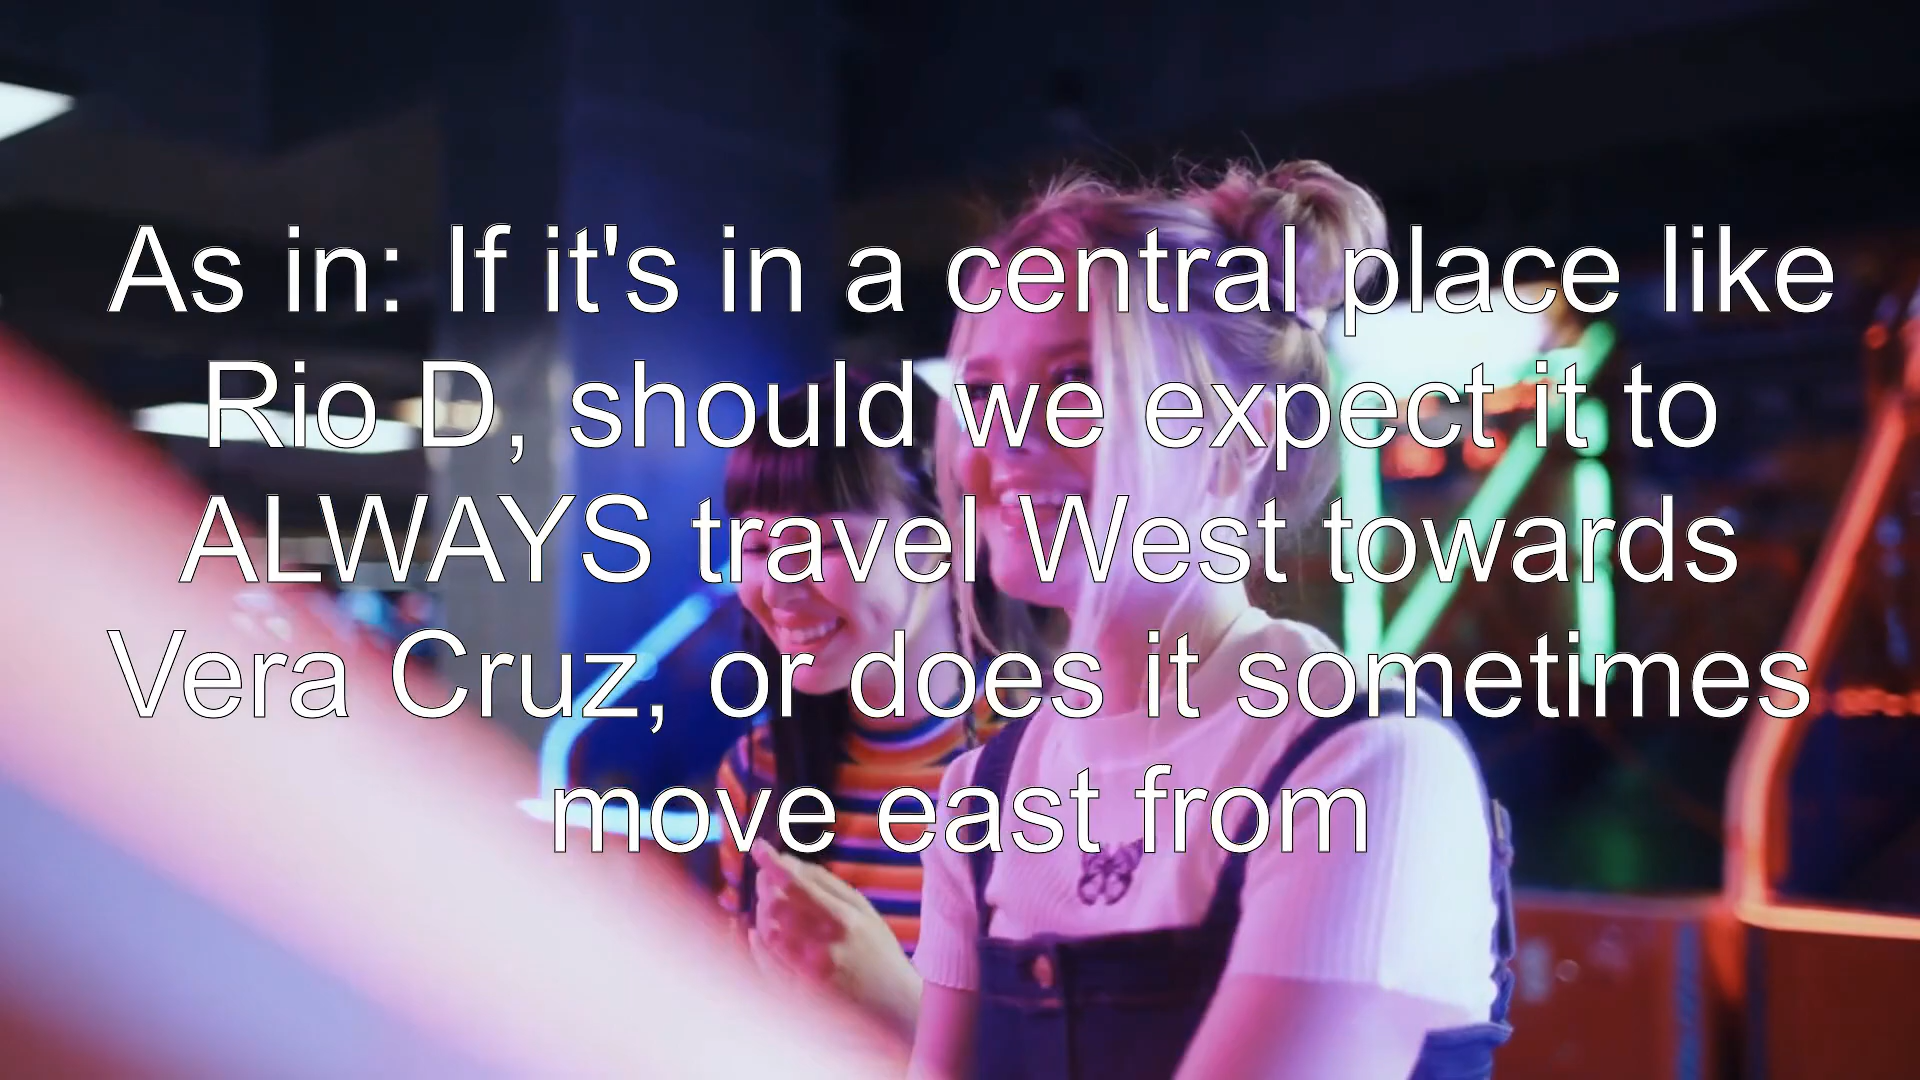 As in: If it's in a central place like
Rio D, should we expect it to
ALWAYS travel West towards
Vera Cruz, or does it sometimes
move east from